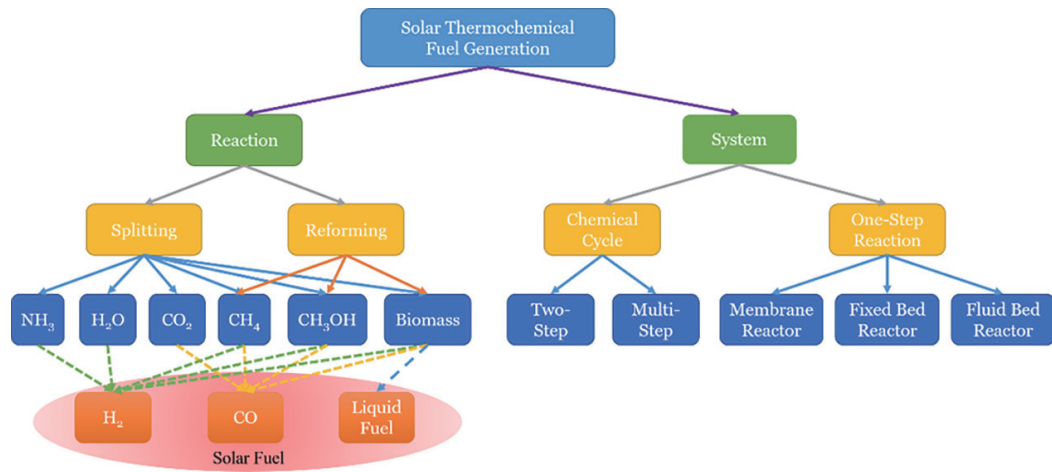 Solar Thermochemical
Fuel Generation
Reaction
System
Splitting
Reforming
Chemical
Cycle
One-Step
Reaction
NH₃
H₂O
CO₂
CH₄
CH₃OH
Biomass
Two-
Step
Multi-
Step
Membrane
Reactor
Fixed Bed
Reactor
Fluid Bed
Reactor
H₂
CO
Liquid
Fuel
Solar Fuel